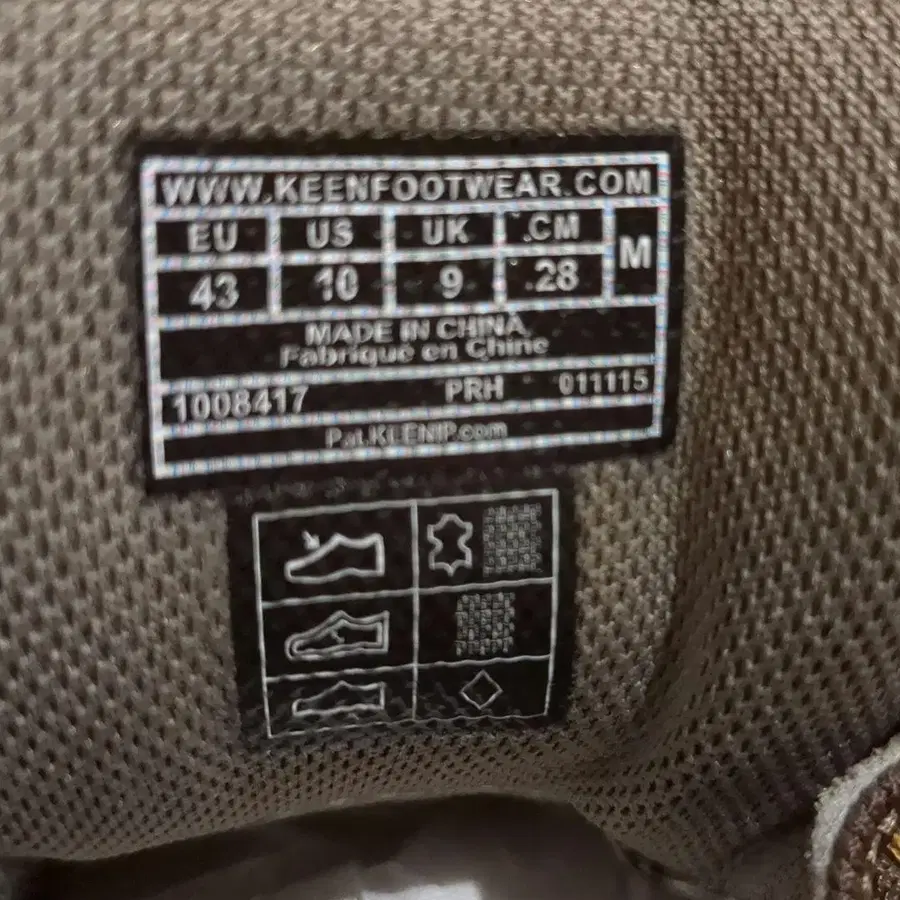 WWW.KEENFOOTWEAR.COM
EU US UK CM M
43 10 9 28
MADE IN CHINA
Fabriqué en Chine
1008417 PRH 011115
Pat.KEENIP.com